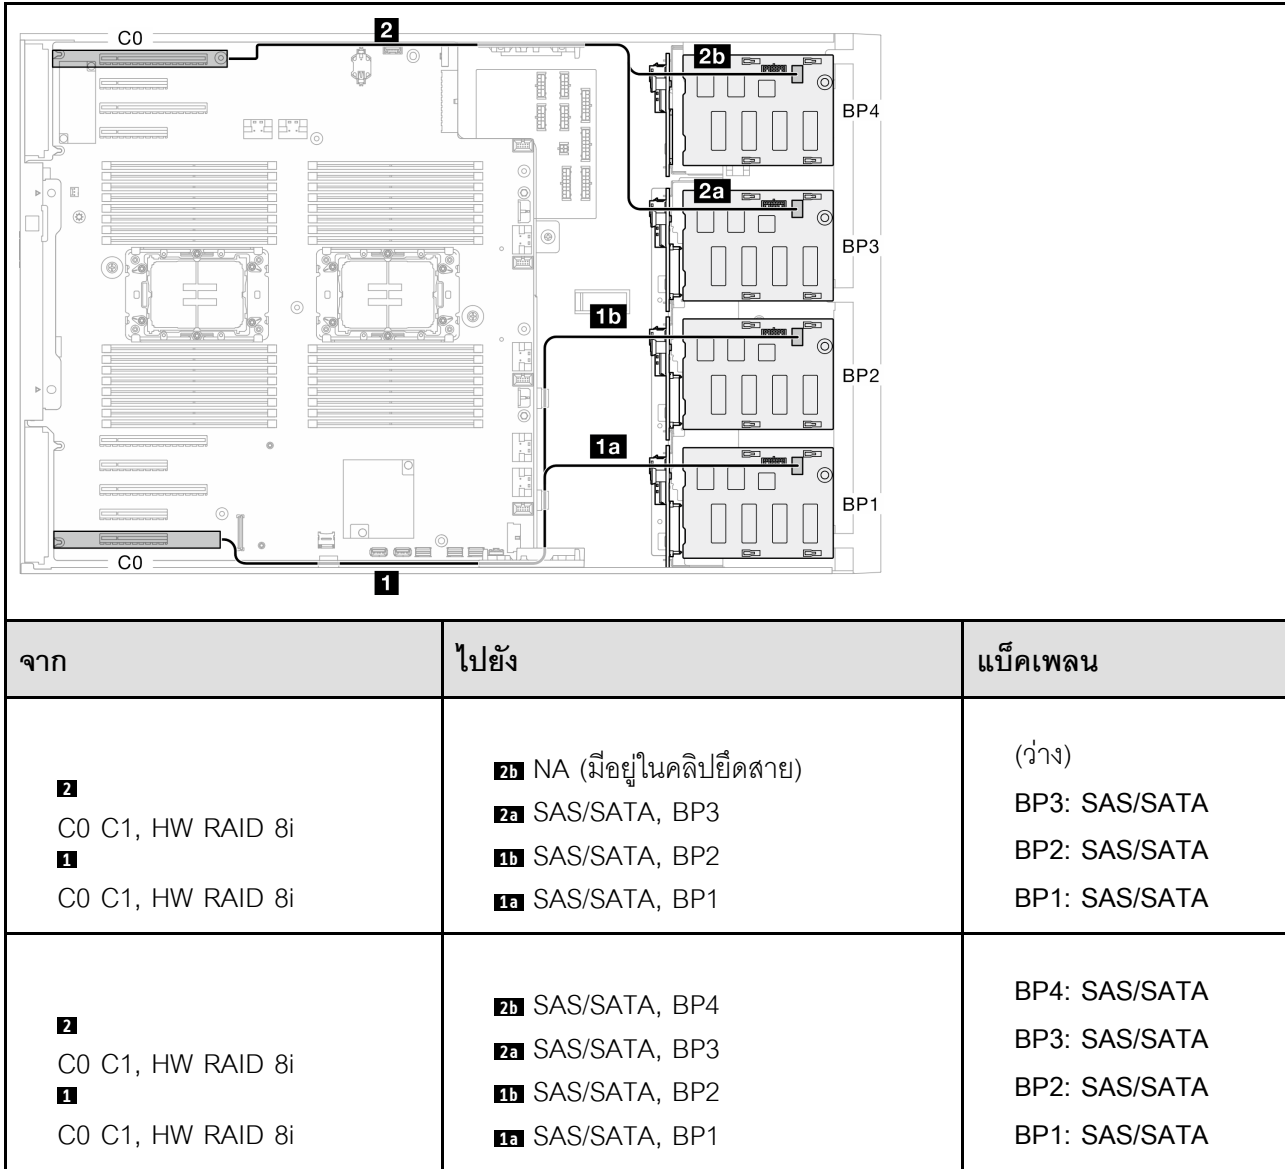 C0
2
2b
BP4
2a
BP3
1b
BP2
1a
BP1
C0
1
จาก
ไปยัง
แบ็คเพลน
2
C0 C1, HW RAID 8i
1
C0 C1, HW RAID 8i
2b NA (มีอยู่ในคลิปยึดสาย)
2a SAS/SATA, BP3
1b SAS/SATA, BP2
1a SAS/SATA, BP1
(ว่าง)
BP3: SAS/SATA
BP2: SAS/SATA
BP1: SAS/SATA
2
C0 C1, HW RAID 8i
1
C0 C1, HW RAID 8i
2b SAS/SATA, BP4
2a SAS/SATA, BP3
1b SAS/SATA, BP2
1a SAS/SATA, BP1
BP4: SAS/SATA
BP3: SAS/SATA
BP2: SAS/SATA
BP1: SAS/SATA